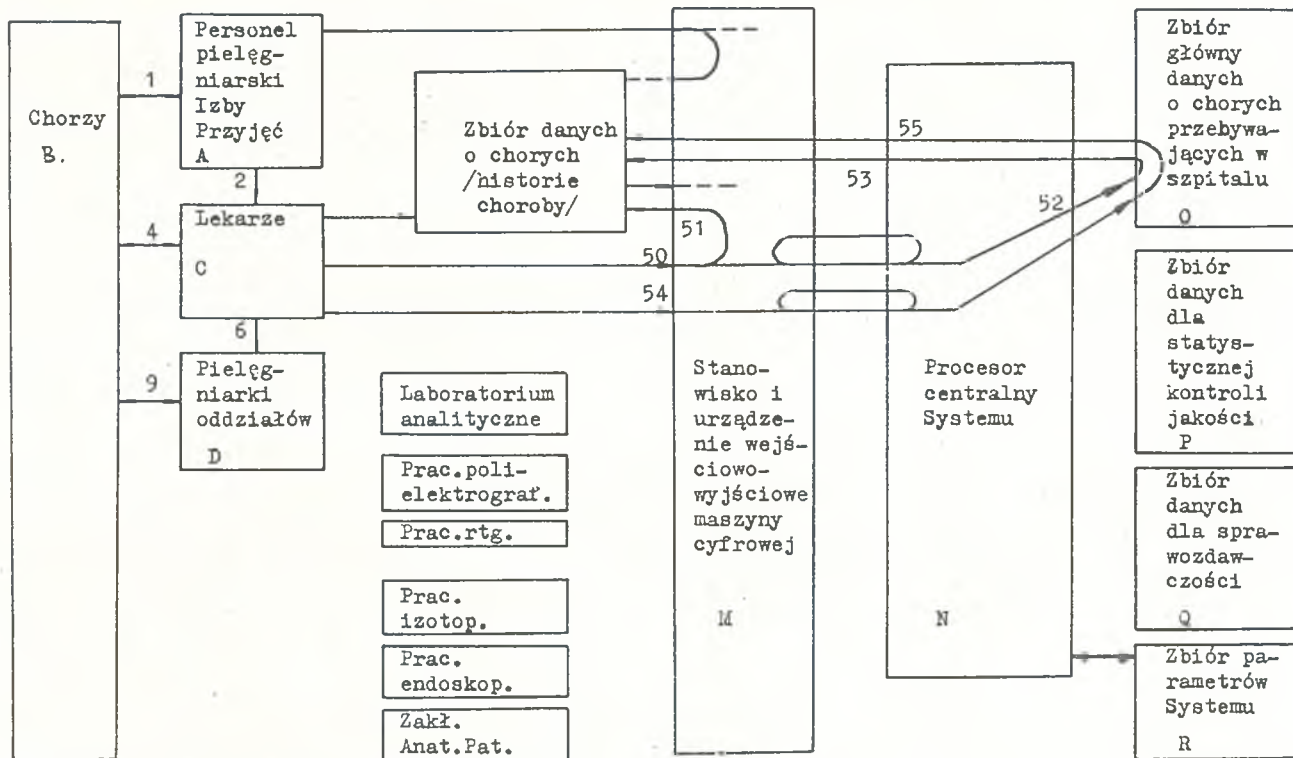 Chorzy
B.
1
4
9
Personel
pielęg-
niarski
Izby
Przyjęć
A
2
Lekarze
C
6
Pielęg-
niarki
oddziałów
D
Zbiór danych
o chorych
/historie
choroby/
Laboratorium
analityczne
Prac.poli-
elektrograf.
Prac.rtg.
Prac.
izotop.
Prac.
endoskop.
Zakł.
Anat.Pat.
50
51
54
Stano-
wisko i
urządze-
nie wejś-
ciowo-
wyjściowe
maszyny
cyfrowej
M
55
53
52
Procesor
centralny
Systemu
N
Zbiór
główny
danych
o chorych
przebywa-
jących w
szpitalu
O
Zbiór
danych
dla
statys-
tycznej
kontroli
jakości
P
Zbiór
danych
dla spra-
wozdaw-
czości
Q
Zbiór pa-
rametrów
Systemu
R